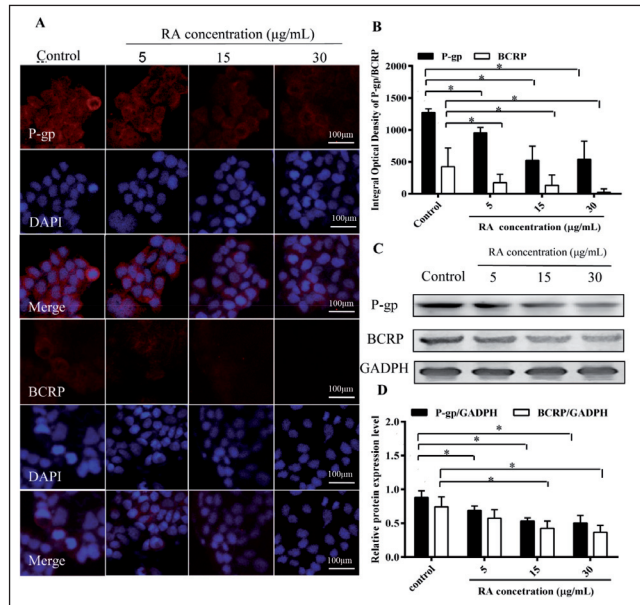 A
RA concentration (μg/mL)
Control 5 15 30
P-gp
100μm
DAPI
100μm
Merge
100μm
BCRP
100μm
DAPI
100μm
Merge
100μm
B
P-gp BCRP
Integral Optical Density of P-gp/BCRP
2000
1500
1000
500
0
* * *
* * *
Control 5 15 30
RA concentration (μg/mL)
C
RA concentration (μg/mL)
Control 5 15 30
P-gp
BCRP
GADPH
D
P-gp/GADPH BCRP/GADPH
Relative protein expression level
2.0
1.5
1.0
0.5
0.0
* * *
* *
control 5 15 30
RA concetration (μg/mL)